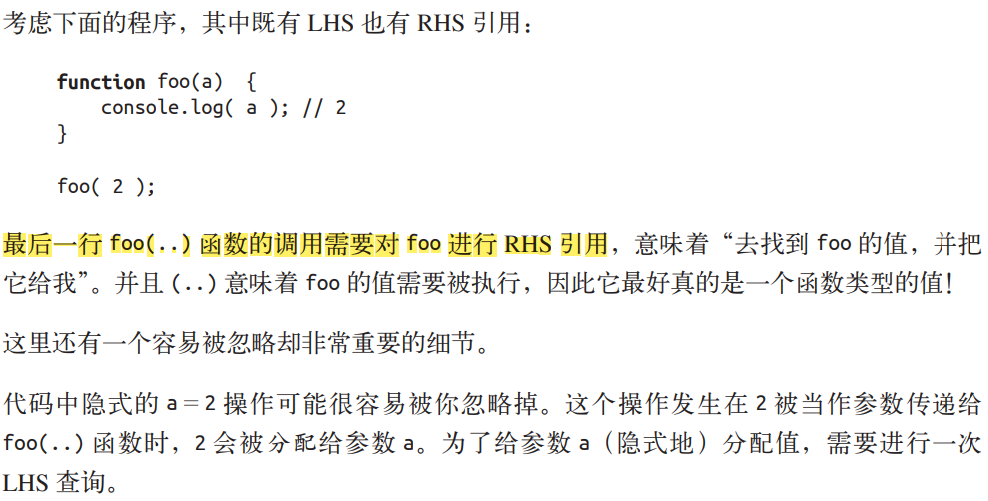 考虑下面的程序，其中既有 LHS 也有 RHS 引用：
function foo(a) {
console.log( a ); // 2
}
foo( 2 );
最后一行 foo(..) 函数的调用需要对 foo 进行 RHS 引用，意味着“去找到 foo 的值，并把
它给我”。并且 (..) 意味着 foo 的值需要被执行，因此它最好真的是一个函数类型的值！
这里还有一个容易被忽略却非常重要的细节。
代码中隐式的 a＝2 操作可能很容易被你忽略掉。这个操作发生在 2 被当作参数传递给
foo(..) 函数时，2 会被分配给参数 a。为了给参数 a（隐式地）分配值，需要进行一次
LHS 查询。